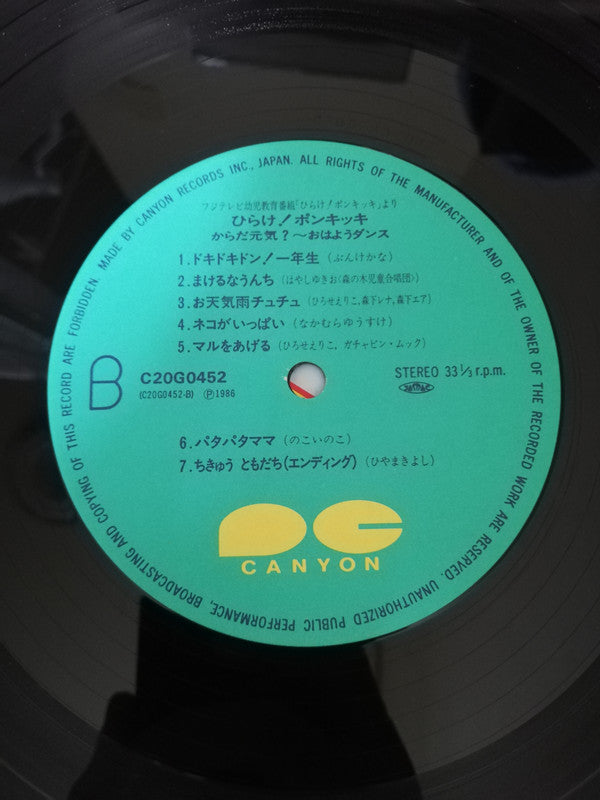 MADE BY CANYON RECORDS INC., JAPAN. ALL RIGHTS OF THE MANUFACTURER AND OF THE OWNER OF THE RECORDED WORK ARE RESERVED. UNAUTHORIZED PUBLIC PERFORMANCE, BROADCASTING AND COPYING OF THIS RECORD ARE FORBIDDEN.
フジテレビ幼児教育番組「ひらけ!ポンキッキ」より
ひらけ!ポンキッキ
からだ元気?〜おはようダンス
1.ドキドキドン!一年生(ぶんけかな)
2.まけるなうんち(はやしゆきお〈森の木児童合唱団〉)
3.お天気雨チュチュ(ひろせえりこ,森下レナ,森下エア)
4.ネコがいっぱい(なかむらゆうすけ)
5.マルをあげる(ひろせえりこ,ガチャピン・ムック)
B
C20G0452
(C20G0452-B) Ⓟ1986
STEREO 33 1/3 r.p.m.
JASRAC
6.パタパタママ(のこいのこ)
7.ちきゅう ともだち(エンディング)(ひやまきよし)
PC
CANYON